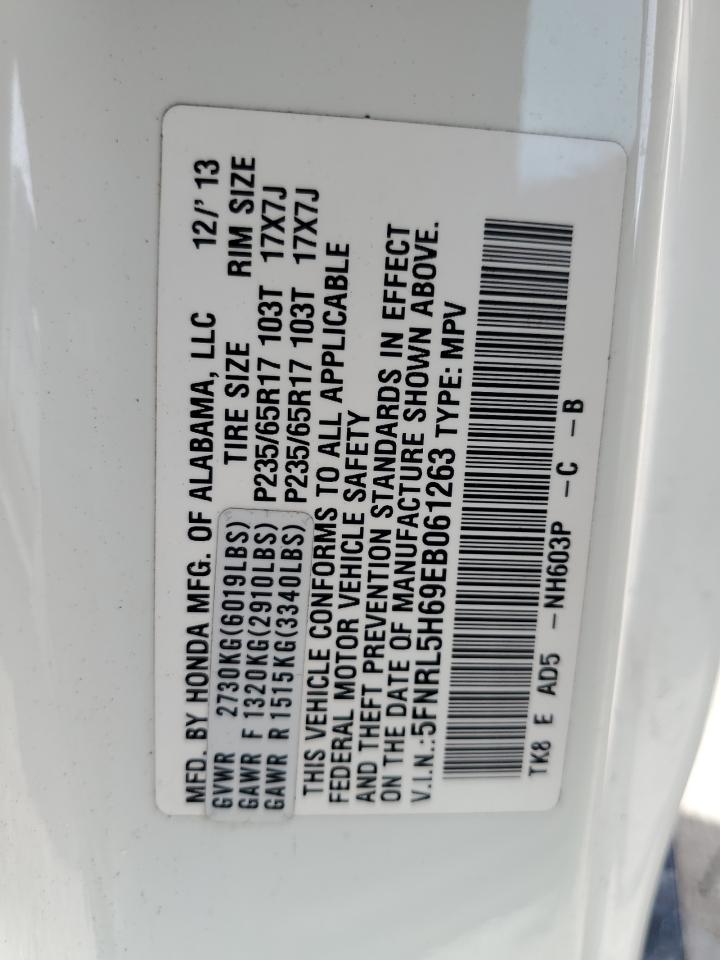 MFD. BY HONDA MFG. OF ALABAMA, LLC 12/' 13
GVWR 2730KG(6019LBS) TIRE SIZE RIM SIZE
GAWR F 1320KG(2910LBS) P235/65R17 103T 17X7J
GAWR R 1515KG(3340LBS) P235/65R17 103T 17X7J
THIS VEHICLE CONFORMS TO ALL APPLICABLE
FEDERAL MOTOR VEHICLE SAFETY
AND THEFT PREVENTION STANDARDS IN EFFECT
ON THE DATE OF MANUFACTURE SHOWN ABOVE.
V.I.N.:5FNRL5H69EB061263 TYPE: MPV
TK8 E AD5 -NH603P -C -B